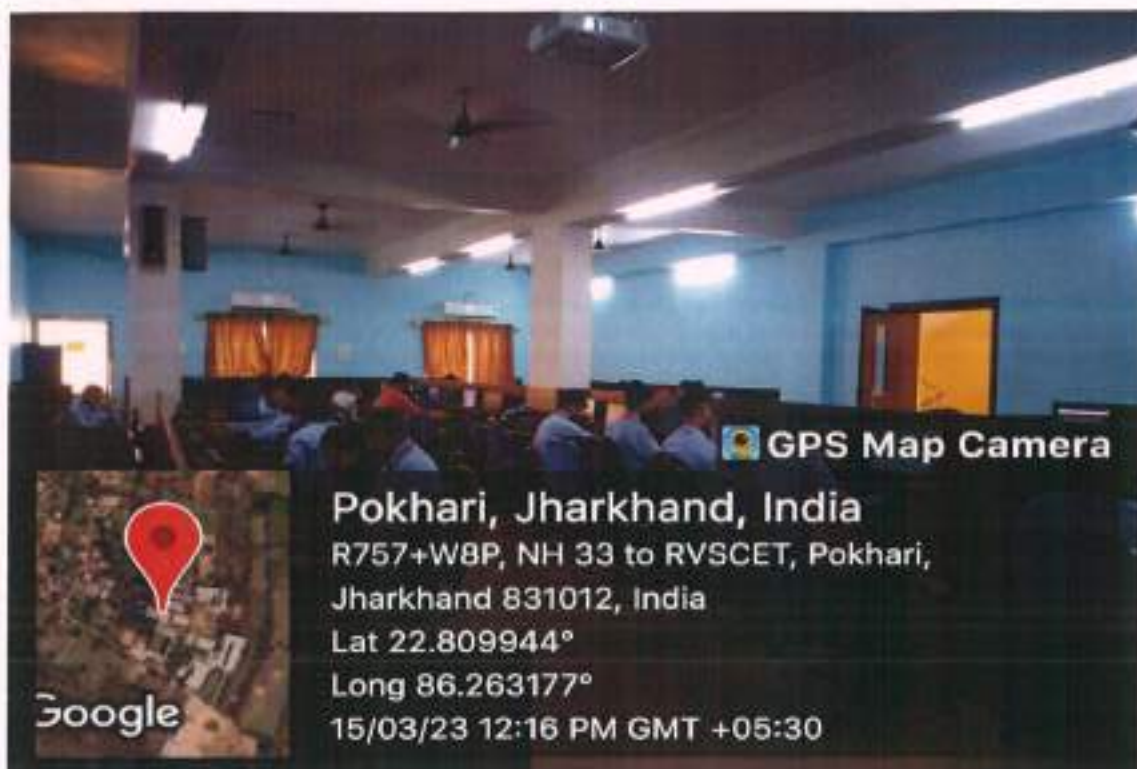 GPS Map Camera
Pokhari, Jharkhand, India
R757+W8P, NH 33 to RVSCET, Pokhari,
Jharkhand 831012, India
Lat 22.809944°
Long 86.263177°
15/03/23 12:16 PM GMT +05:30
Google